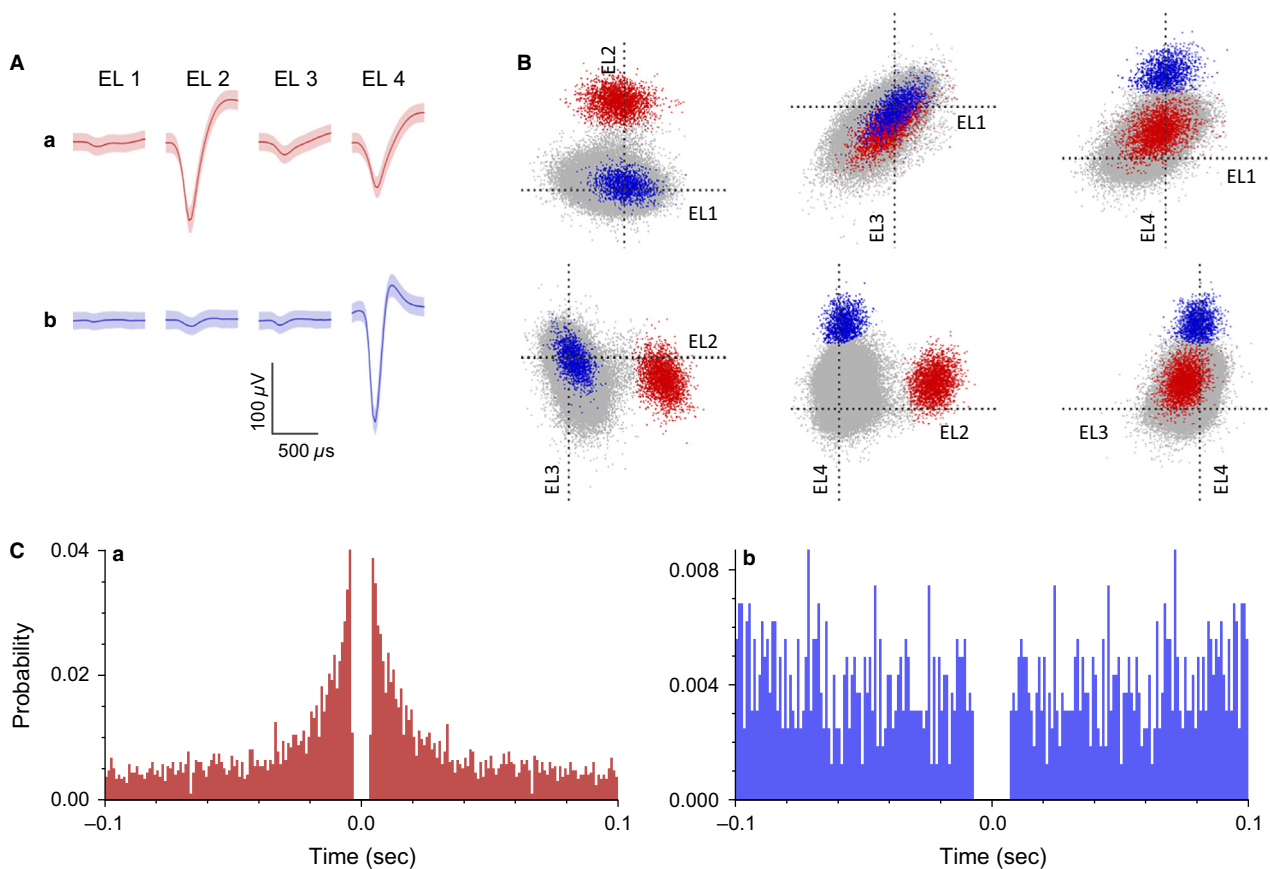 A
EL 1 EL 2 EL 3 EL 4
a
b
100 µV
500 µs
B
EL2
EL1
EL1
EL3
EL1
EL4
EL2
EL3
EL2
EL4
EL3
EL4
C
a
0.04
0.02
0.00
Probability
–0.1 0.0 0.1
Time (sec)
b
0.008
0.004
0.000
–0.1 0.0 0.1
Time (sec)